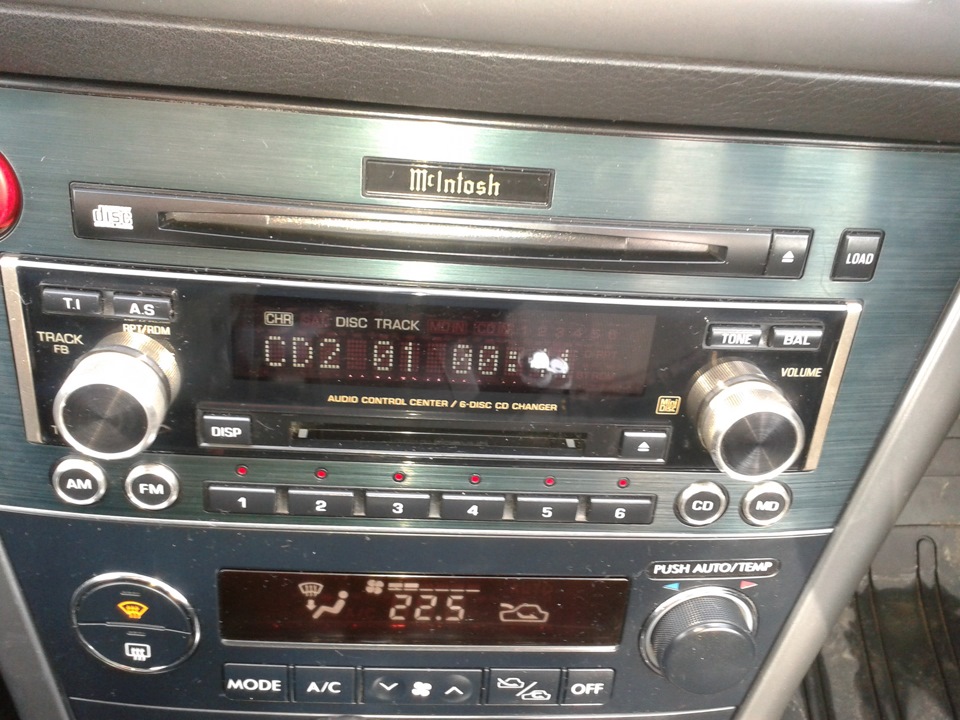 McIntosh
disc
LOAD
T.I A.S
RPT/RDM
TRACK
FB
CHR DISC TRACK
CD2 01 00:
TONE BAL
VOLUME
AUDIO CONTROL CENTER / 6-DISC CD CHANGER
Mini Disc
DISP
AM FM
1 2 3 4 5 6
CD MD
PUSH AUTO/TEMP
22.5
MODE A/C OFF